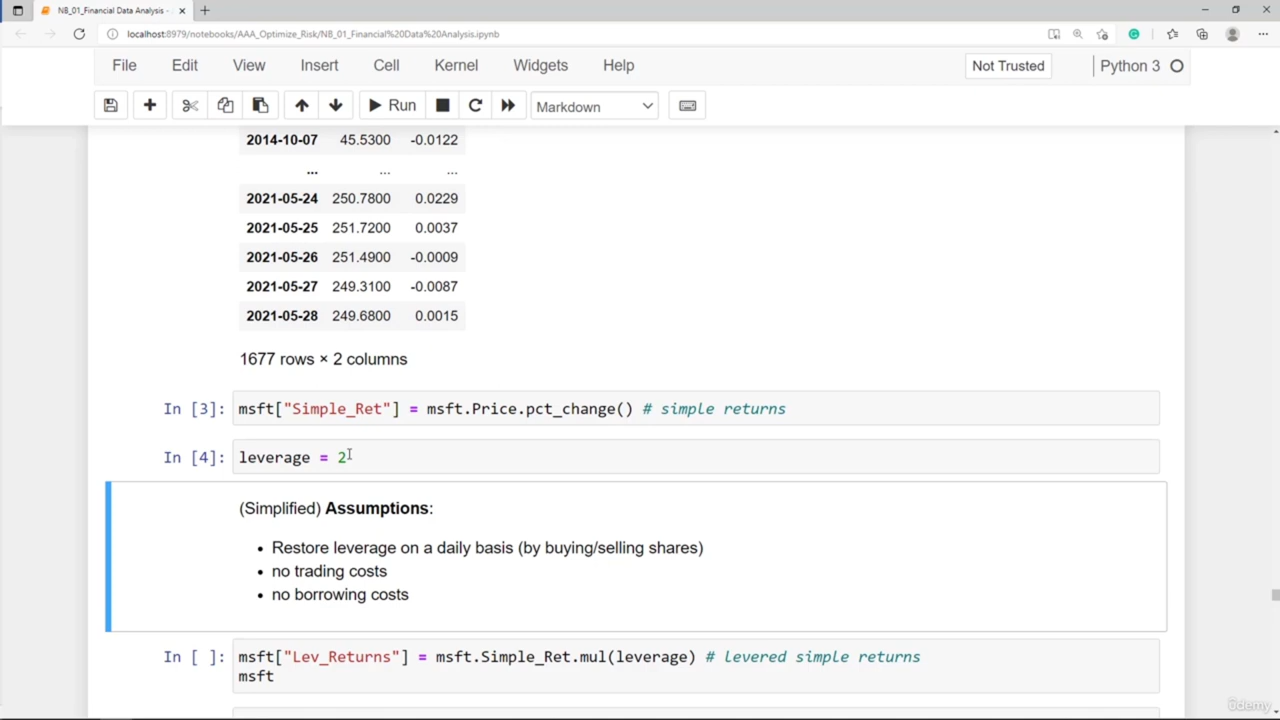 NB_01_Financial Data Analysis -
localhost:8979/notebooks/AAA_Optimize_Risk/NB_01_Financial%20Data%20Analysis.ipynb
File Edit View Insert Cell Kernel Widgets Help Not Trusted Python 3
Run Markdown
2014-10-07 45.5300 -0.0122
... ... ...
2021-05-24 250.7800 0.0229
2021-05-25 251.7200 0.0037
2021-05-26 251.4900 -0.0009
2021-05-27 249.3100 -0.0087
2021-05-28 249.6800 0.0015
1677 rows × 2 columns
In [3]: msft["Simple_Ret"] = msft.Price.pct_change() # simple returns
In [4]: leverage = 2
(Simplified) Assumptions:
• Restore leverage on a daily basis (by buying/selling shares)
• no trading costs
• no borrowing costs
In [ ]: msft["Lev_Returns"] = msft.Simple_Ret.mul(leverage) # levered simple returns
msft
ûdemy